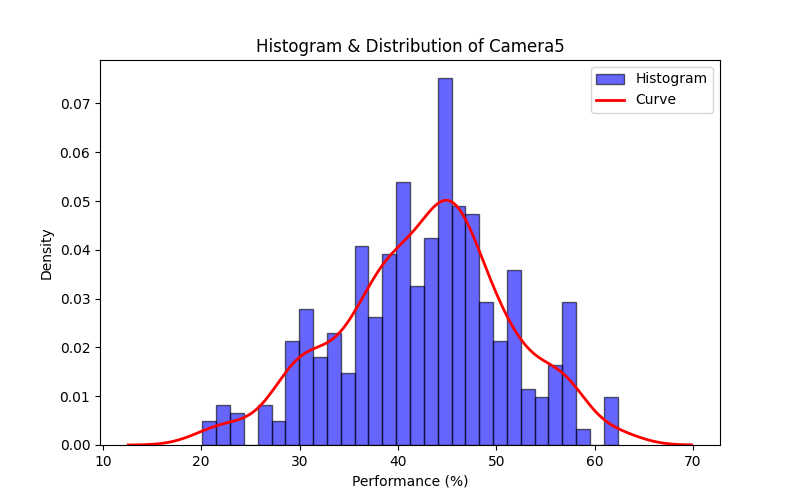 Histogram & Distribution of Camera5
Histogram
Curve
0.07
0.06
0.05
0.04
0.03
0.02
0.01
0.00
Density
10 20 30 40 50 60 70
Performance (%)